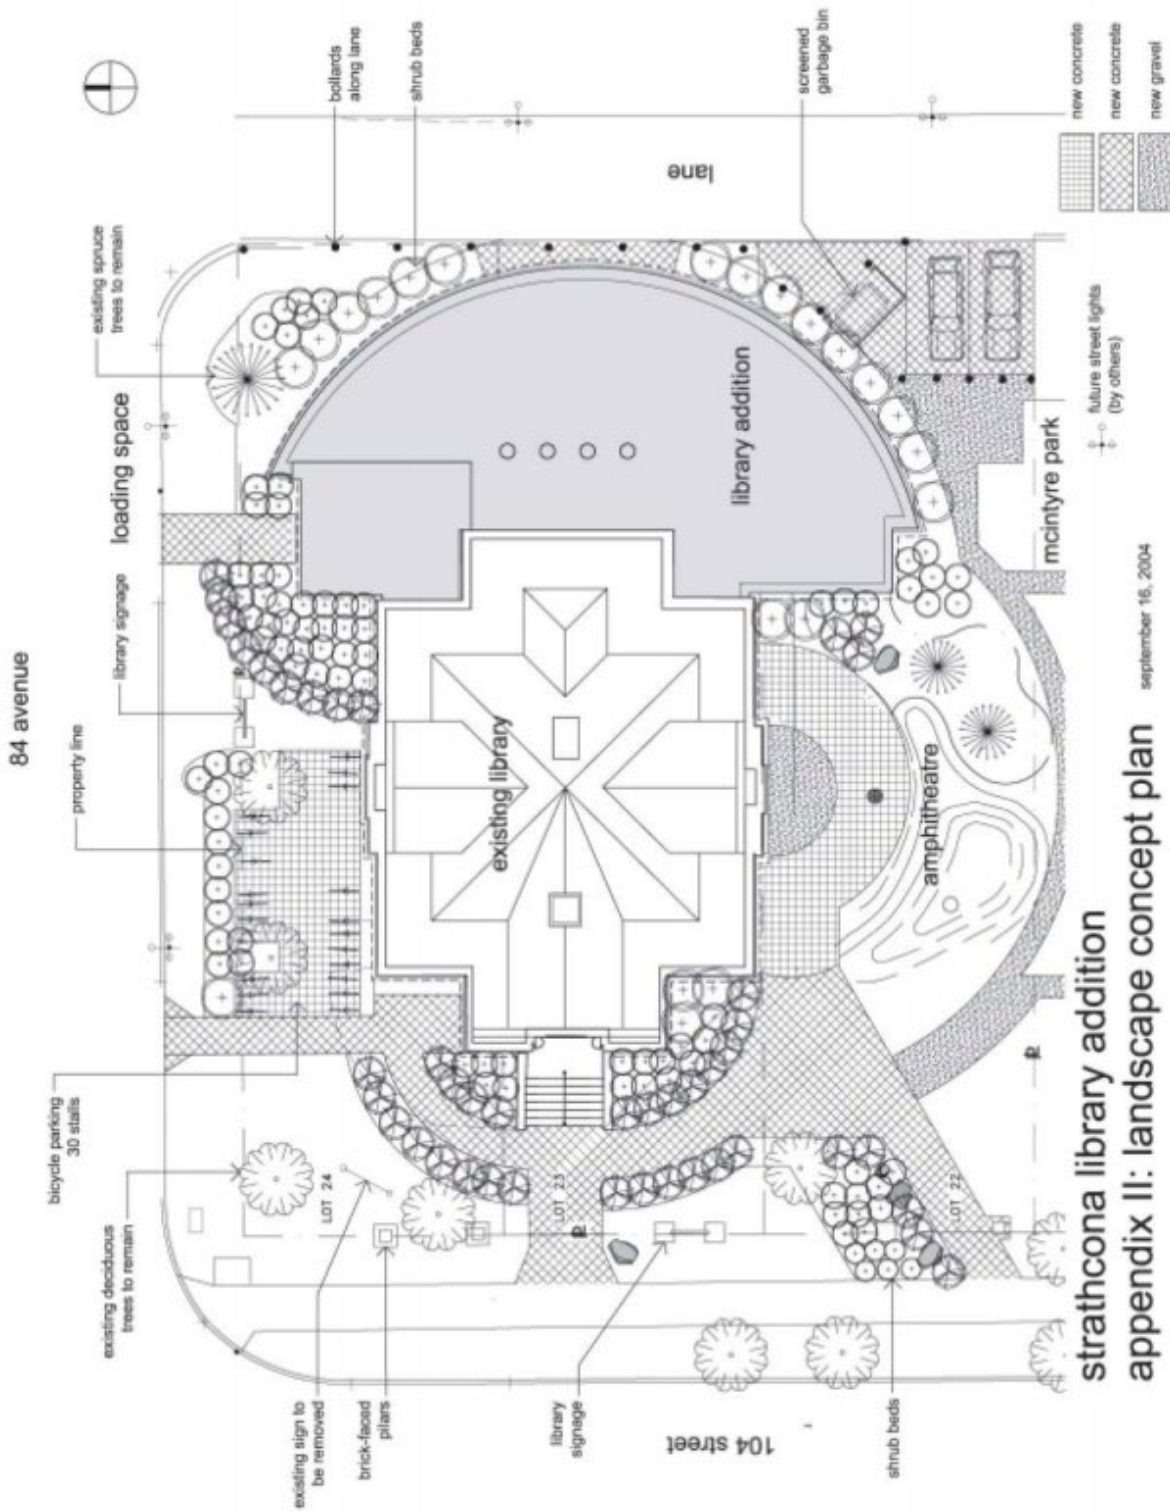 84 avenue
existing deciduous
trees to remain
bicycle parking
30 stalls
property line
library signage
loading space
existing spruce
trees to remain
bollards
along lane
shrub beds
lane
screened
garbage bin
existing sign to
be removed
brick-faced
pilars
library
signage
104 street
shrub beds
LOT 24
LOT 23
LOT 22
existing library
library addition
amphitheatre
mcintyre park
future street lights
(by others)
new concrete
new concrete
new gravel
strathcona library addition
appendix II: landscape concept plan
september 16, 2004